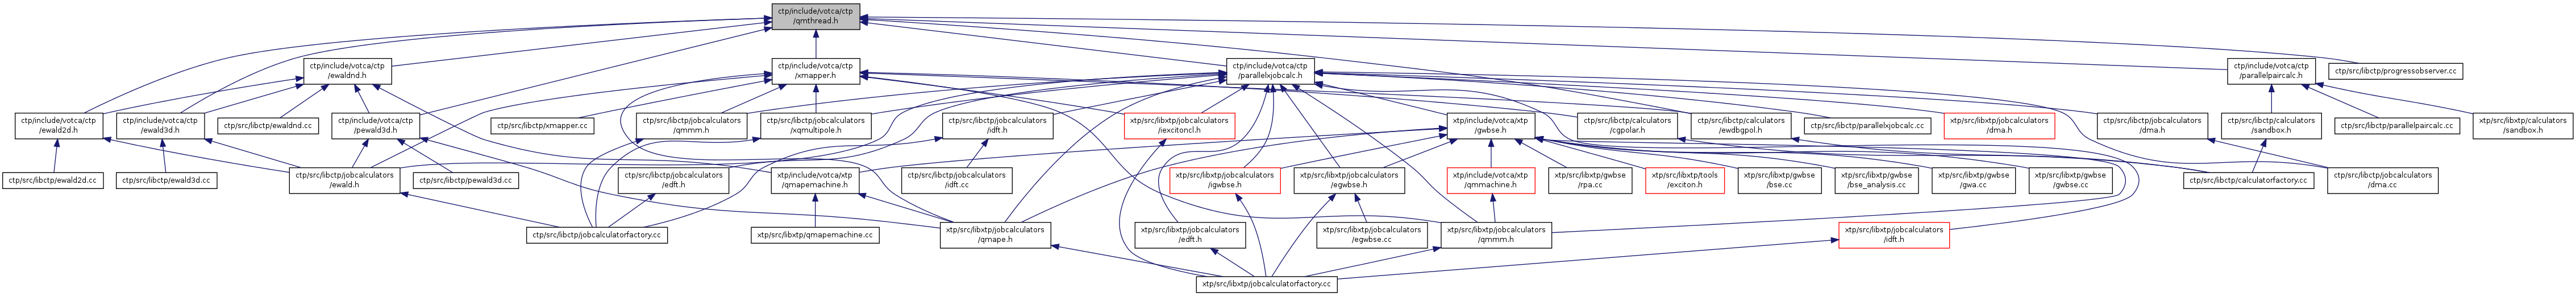 ctp/include/votca/ctp
/qmthread.h
ctp/include/votca/ctp
/ewaldnd.h
ctp/include/votca/ctp
/xmapper.h
ctp/include/votca/ctp
/parallelxjobcalc.h
ctp/include/votca/ctp
/parallelpaircalc.h
ctp/src/libctp/progressobserver.cc
ctp/include/votca/ctp
/ewald2d.h
ctp/include/votca/ctp
/ewald3d.h
ctp/src/libctp/ewaldnd.cc
ctp/include/votca/ctp
/pewald3d.h
ctp/src/libctp/xmapper.cc
ctp/src/libctp/jobcalculators
/qmmm.h
ctp/src/libctp/jobcalculators
/xqmultipole.h
ctp/src/libctp/jobcalculators
/idft.h
xtp/src/libxtp/jobcalculators
/iexcitoncl.h
xtp/include/votca/xtp
/gwbse.h
ctp/src/libctp/calculators
/cgpolar.h
ctp/src/libctp/calculators
/ewdbgpol.h
ctp/src/libctp/parallelxjobcalc.cc
xtp/src/libxtp/jobcalculators
/dma.h
ctp/src/libctp/jobcalculators
/dma.h
ctp/src/libctp/calculators
/sandbox.h
ctp/src/libctp/parallelpaircalc.cc
xtp/src/libxtp/calculators
/sandbox.h
ctp/src/libctp/ewald2d.cc
ctp/src/libctp/ewald3d.cc
ctp/src/libctp/jobcalculators
/ewald.h
ctp/src/libctp/pewald3d.cc
ctp/src/libctp/jobcalculators
/edft.h
xtp/include/votca/xtp
/qmapemachine.h
ctp/src/libctp/jobcalculators
/idft.cc
xtp/src/libxtp/jobcalculators
/igwbse.h
xtp/src/libxtp/jobcalculators
/egwbse.h
xtp/include/votca/xtp
/qmmachine.h
xtp/src/libxtp/gwbse
/rpa.cc
xtp/src/libxtp/tools
/exciton.h
xtp/src/libxtp/gwbse
/bse.cc
xtp/src/libxtp/gwbse
/bse_analysis.cc
xtp/src/libxtp/gwbse
/gwa.cc
xtp/src/libxtp/gwbse
/gwbse.cc
ctp/src/libctp/calculatorfactory.cc
ctp/src/libctp/jobcalculators
/dma.cc
ctp/src/libctp/jobcalculatorfactory.cc
xtp/src/libxtp/qmapemachine.cc
xtp/src/libxtp/jobcalculators
/qmape.h
xtp/src/libxtp/jobcalculators
/edft.h
xtp/src/libxtp/jobcalculators
/egwbse.cc
xtp/src/libxtp/jobcalculators
/qmmm.h
xtp/src/libxtp/jobcalculators
/idft.h
xtp/src/libxtp/jobcalculatorfactory.cc